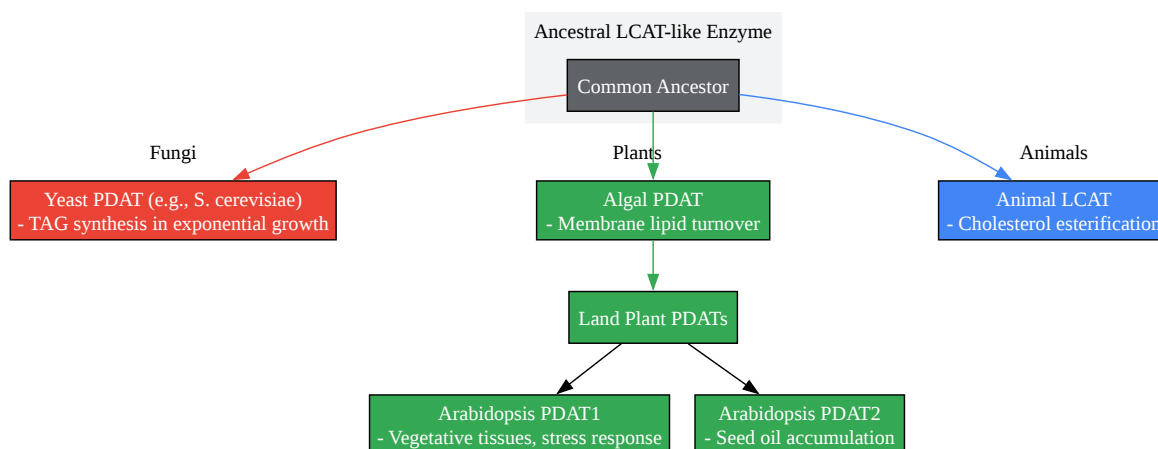 Ancestral LCAT-like Enzyme
Common Ancestor
Fungi
Plants
Animals
Yeast PDAT (e.g., S. cerevisiae)
- TAG synthesis in exponential growth
Algal PDAT
- Membrane lipid turnover
Animal LCAT
- Cholesterol esterification
Land Plant PDATs
Arabidopsis PDAT1
- Vegetative tissues, stress response
Arabidopsis PDAT2
- Seed oil accumulation